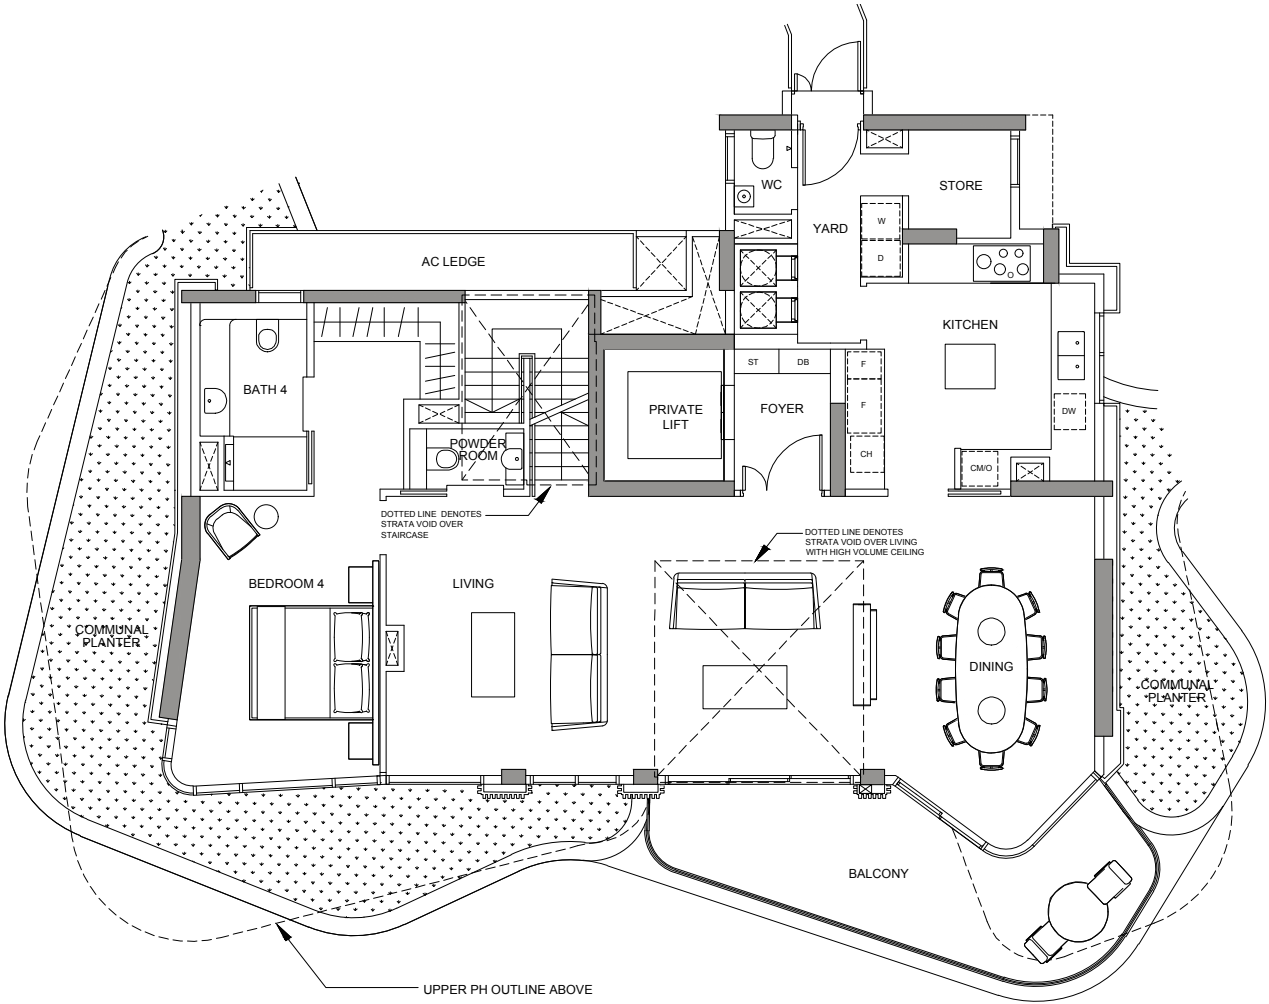 WC
STORE
YARD
W
D
AC LEDGE
KITCHEN
BATH 4
ST
DB
F
F
CH
FOYER
PRIVATE
LIFT
DW
POWDER
ROOM
CM/O
DOTTED LINE DENOTES
STRATA VOID OVER
STAIRCASE
DOTTED LINE DENOTES
STRATA VOID OVER LIVING
WITH HIGH VOLUME CEILING
BEDROOM 4
LIVING
COMMUNAL
PLANTER
DINING
COMMUNAL
PLANTER
BALCONY
UPPER PH OUTLINE ABOVE